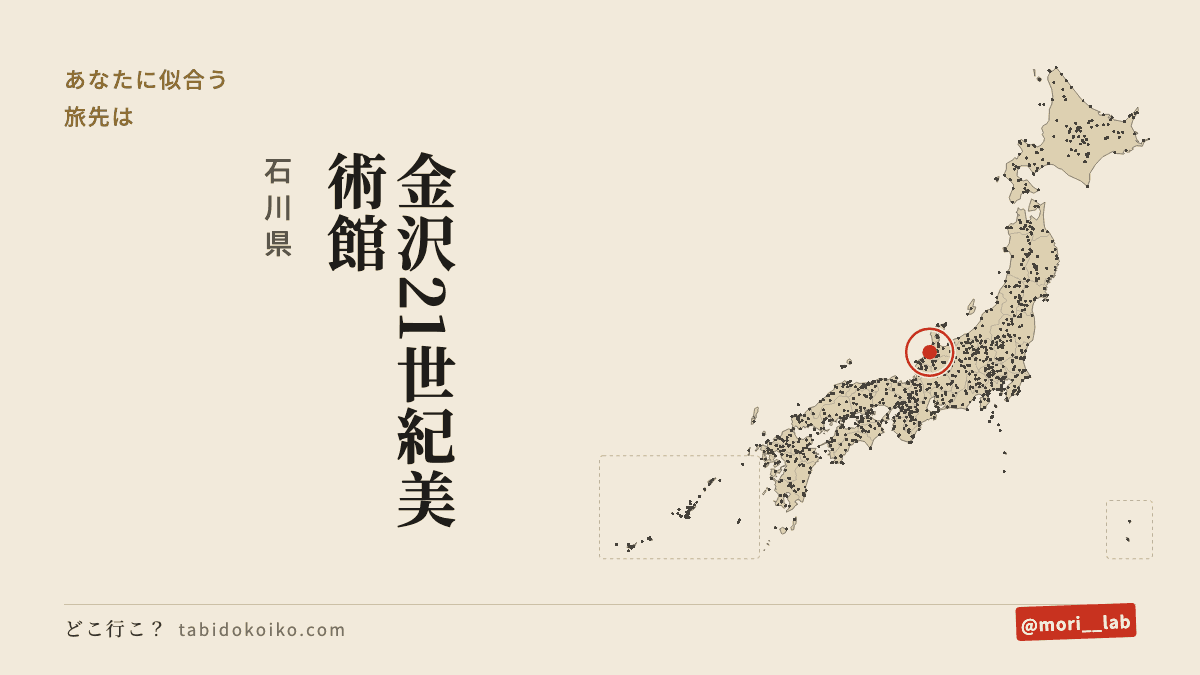 あなたに似合う
旅先は
金沢21世紀美
術館
石川県
どこ行こ？ tabidokoiko.com
@mori__lab